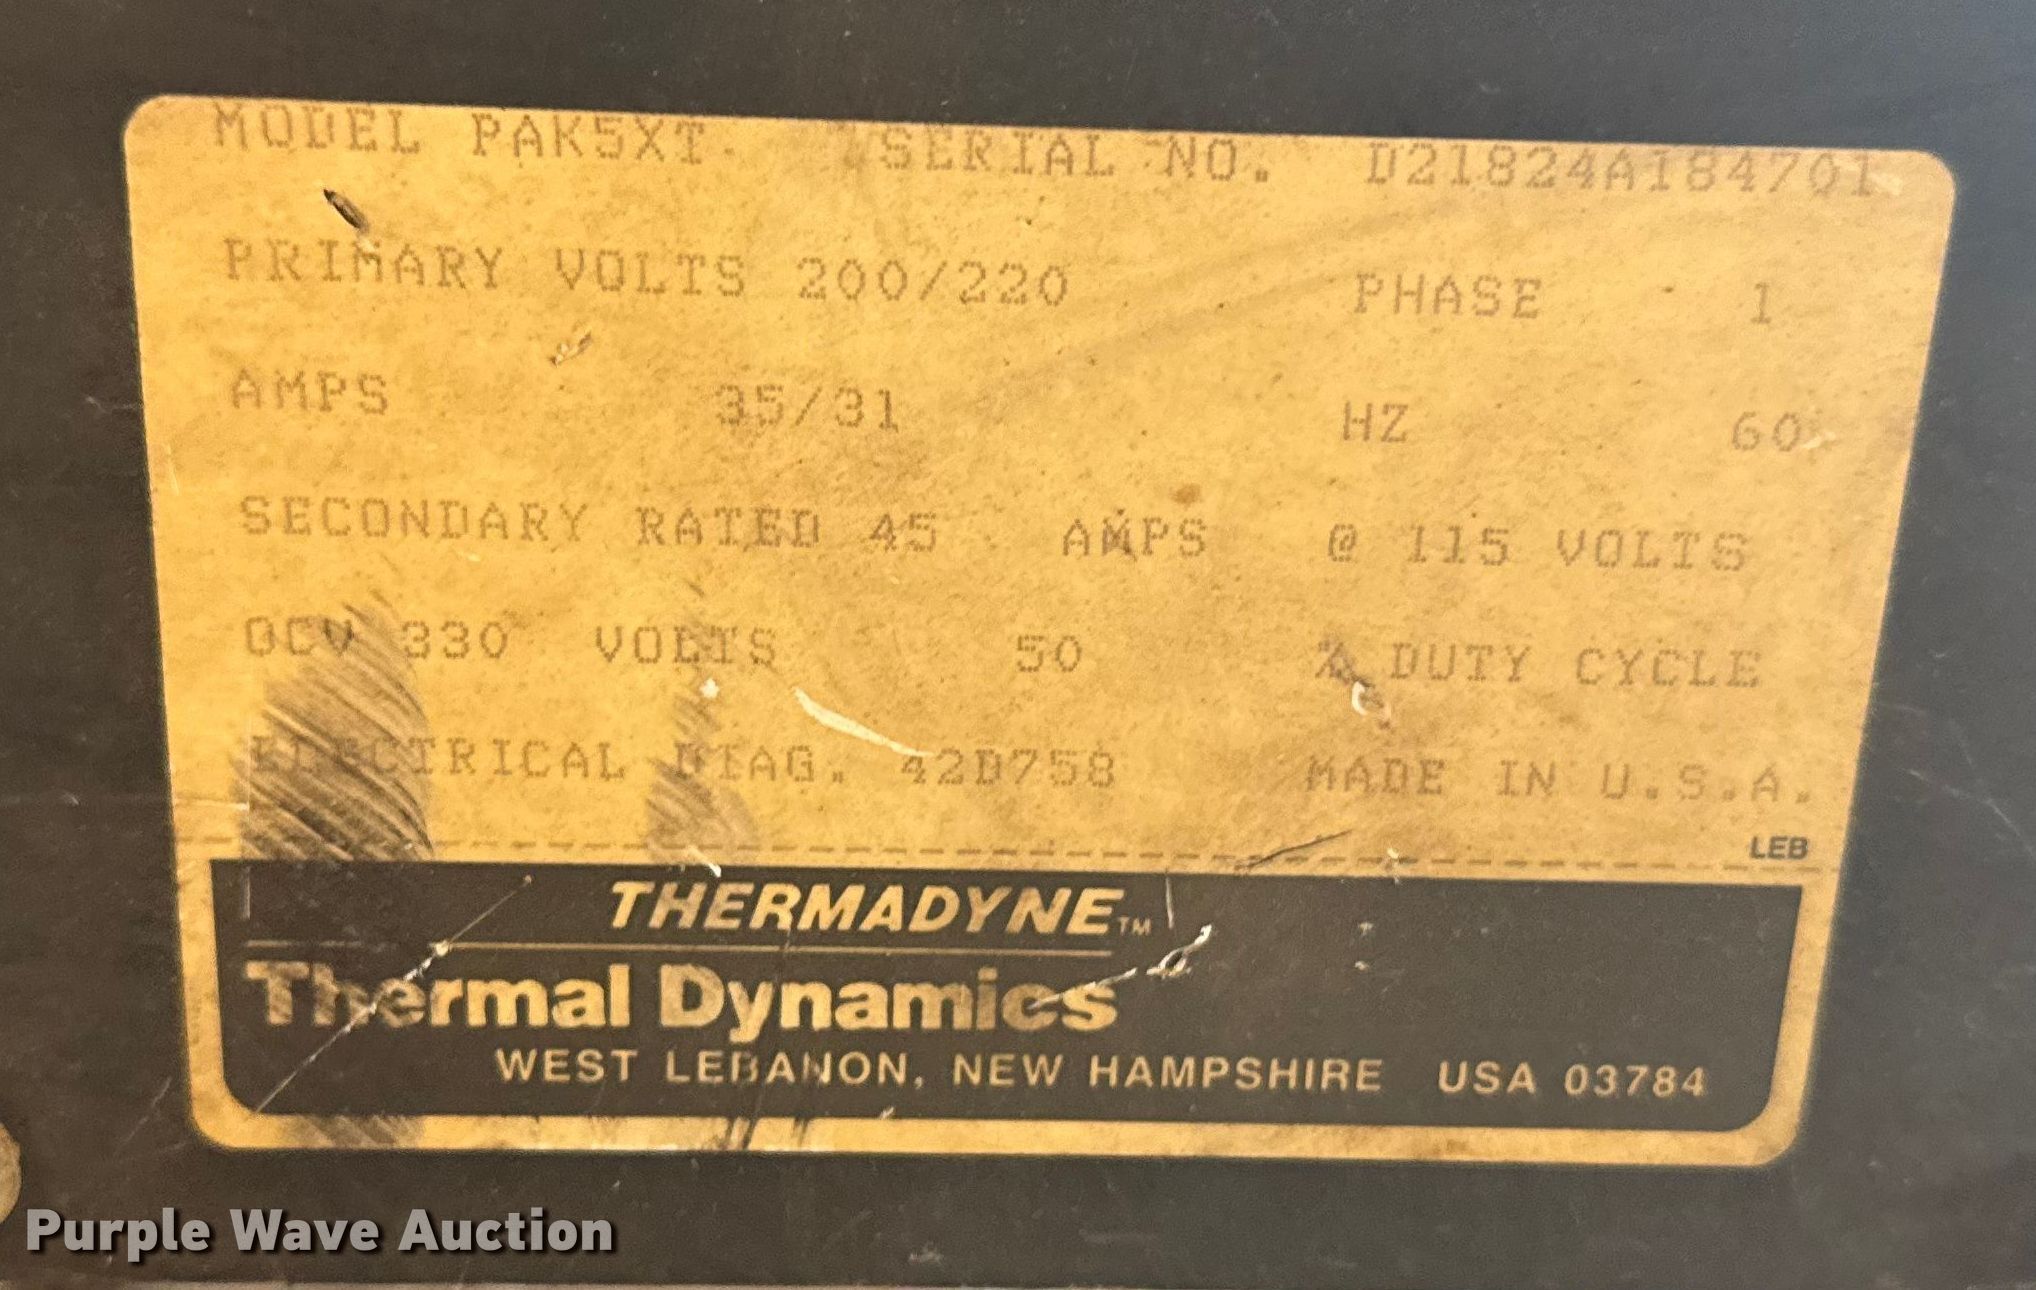 MODEL PAK5XT SERIAL NO. D21824A184701
PRIMARY VOLTS 200/220 PHASE 1
AMPS 35/31 HZ 60
SECONDARY RATED 45 AMPS @ 115 VOLTS
OCV 330 VOLTS 50 % DUTY CYCLE
ELECTRICAL DIAG. 42D758 MADE IN U.S.A.
LEB
THERMADYNE™
Thermal Dynamics
WEST LEBANON, NEW HAMPSHIRE USA 03784
Purple Wave Auction